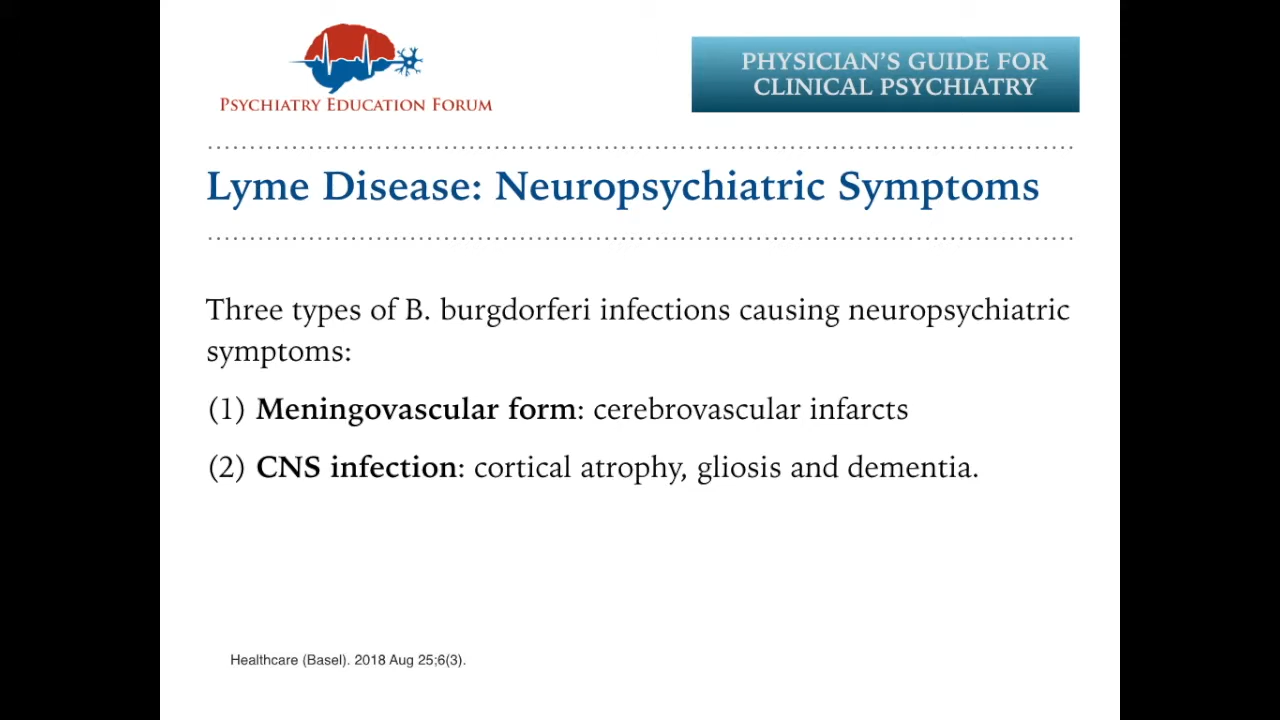 PSYCHIATRY EDUCATION FORUM
PHYSICIAN'S GUIDE FOR
CLINICAL PSYCHIATRY
Lyme Disease: Neuropsychiatric Symptoms
Three types of B. burgdorferi infections causing neuropsychiatric
symptoms:
(1) Meningovascular form: cerebrovascular infarcts
(2) CNS infection: cortical atrophy, gliosis and dementia.
Healthcare (Basel). 2018 Aug 25;6(3).